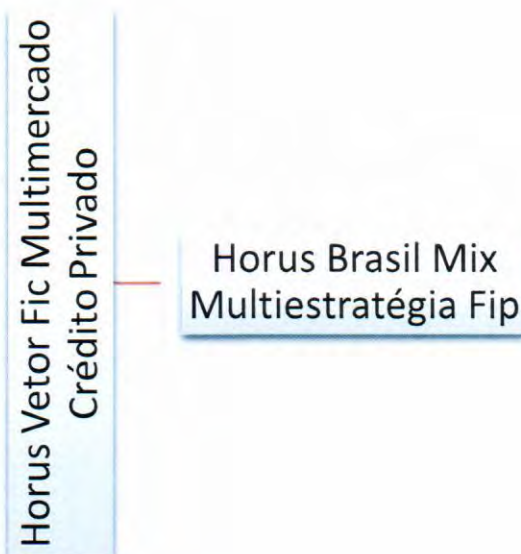 Horus Vetor Fic Multimercado
Crédito Privado
Horus Brasil Mix
Multiestratégia Fip